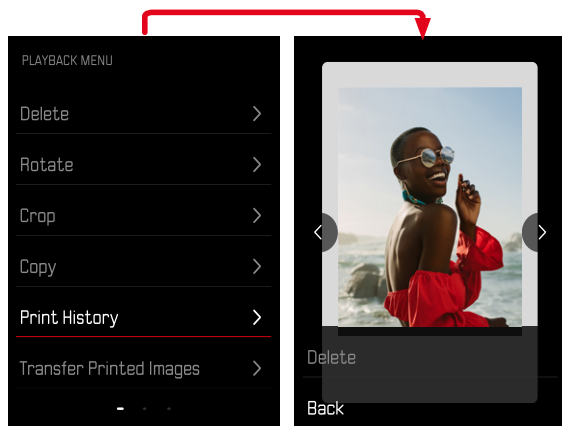 PLAYBACK MENU
Delete
Rotate
Crop
Copy
Print History
Transfer Printed Images
Delete
Back